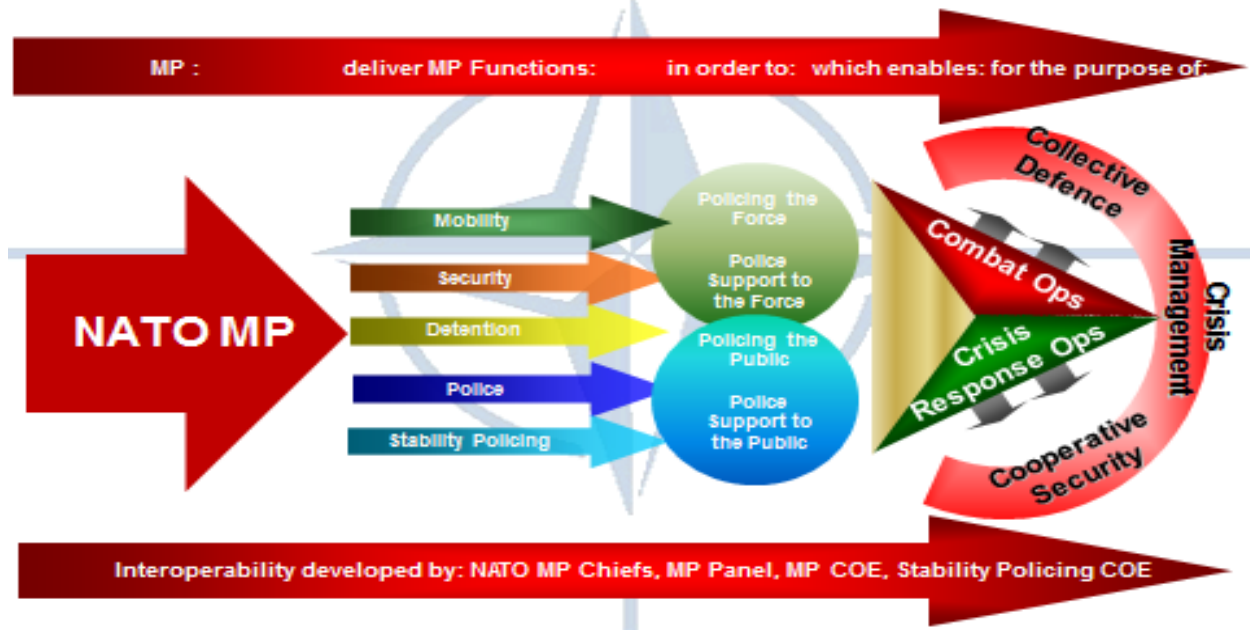 MP : deliver MP Functions: in order to: which enables: for the purpose of:
NATO MP
Mobility
Security
Detention
Police
Stability Policing
Policing the
Force
Police
Support to
the Force
Policing the
Public
Police
Support to
the Public
Combat Ops
Crisis
Response Ops
Collective
Defence
Crisis
Management
Cooperative
Security
Interoperability developed by: NATO MP Chiefs, MP Panel, MP COE, Stability Policing COE